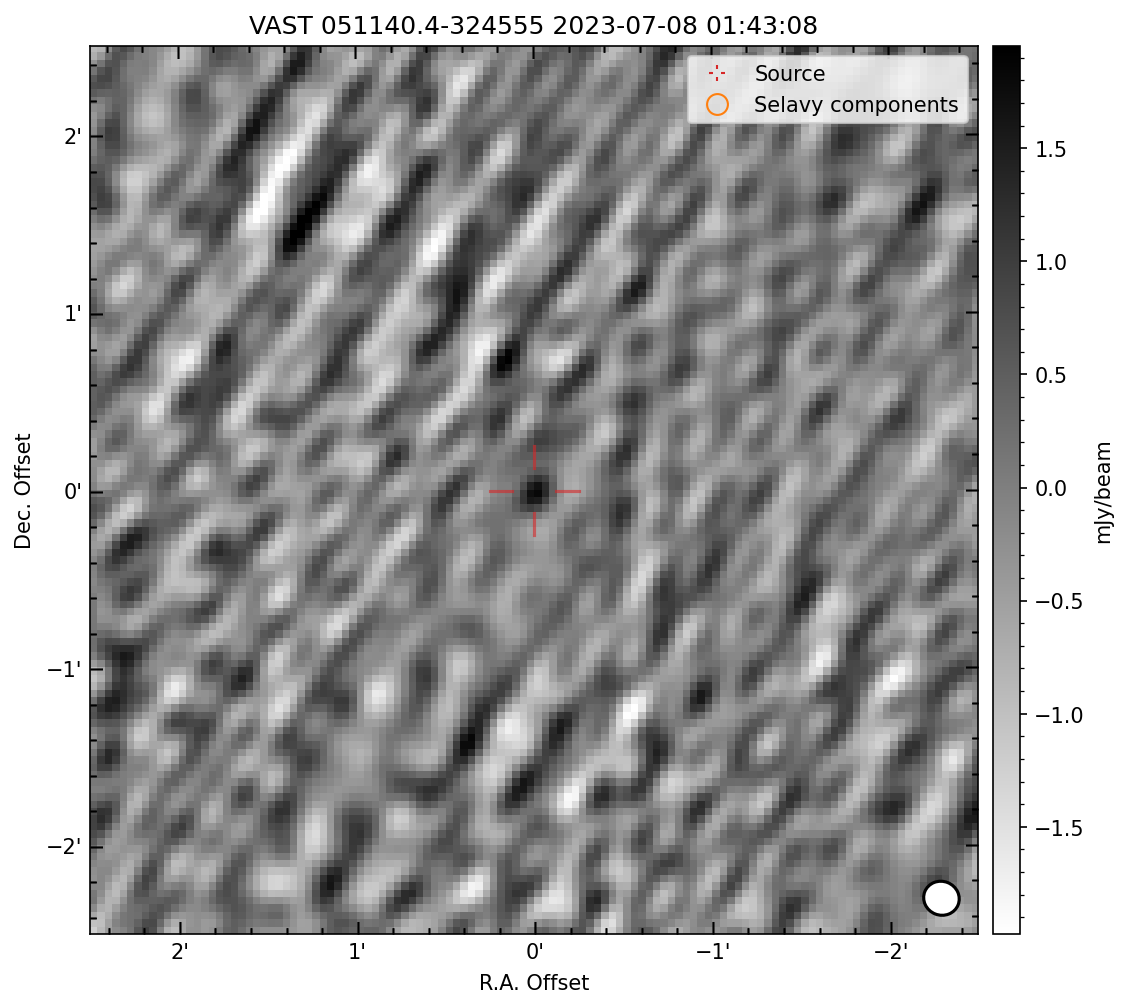 VAST 051140.4-324555 2023-07-08 01:43:08
Source
Selavy components
2'
1'
0'
−1'
−2'
Dec. Offset
2'
1'
0'
−1'
−2'
R.A. Offset
1.5
1.0
0.5
0.0
−0.5
−1.0
−1.5
mJy/beam